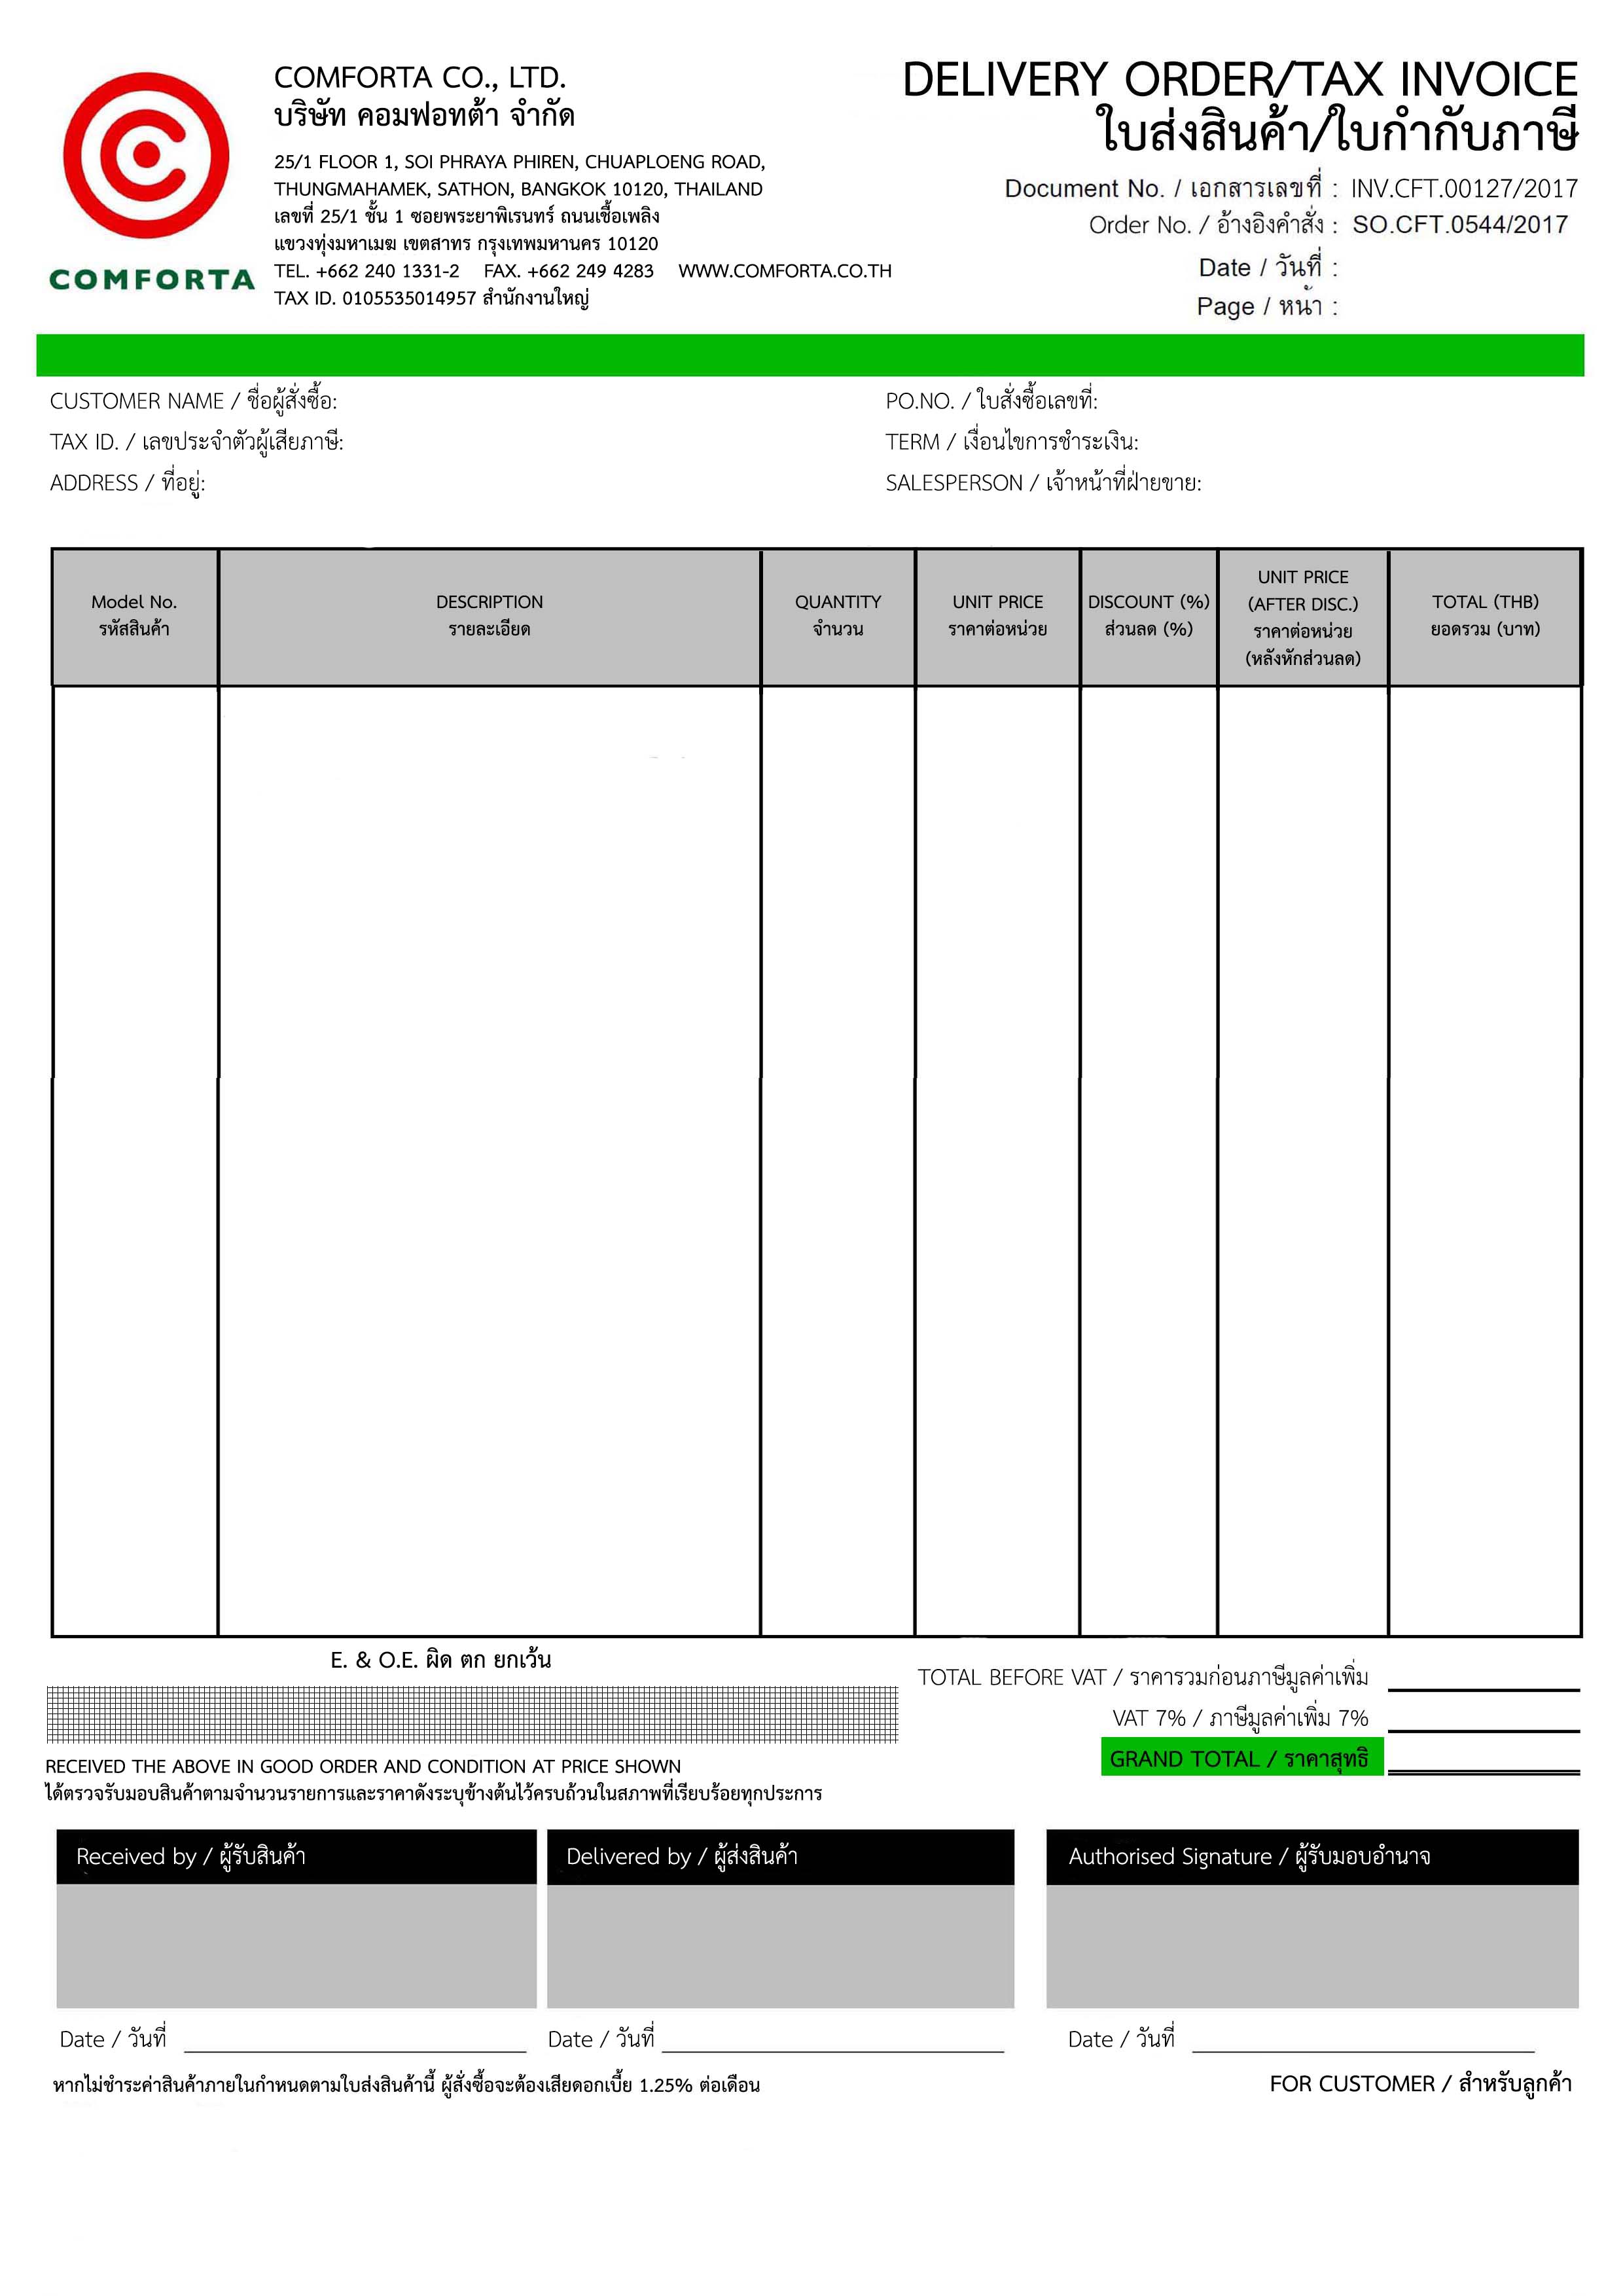 COMFORTA
COMFORTA CO., LTD.
บริษัท คอมฟอทต้า จำกัด
25/1 FLOOR 1, SOI PHRAYA PHIREN, CHUAPLOENG ROAD,
THUNGMAHAMEK, SATHON, BANGKOK 10120, THAILAND
เลขที่ 25/1 ชั้น 1 ซอยพระยาพิเรนทร์ ถนนเชื้อเพลิง
แขวงทุ่งมหาเมฆ เขตสาทร กรุงเทพมหานคร 10120
TEL. +662 240 1331-2 FAX. +662 249 4283 WWW.COMFORTA.CO.TH
TAX ID. 0105535014957 สำนักงานใหญ่
DELIVERY ORDER/TAX INVOICE
ใบส่งสินค้า/ใบกำกับภาษี
Document No. / เอกสารเลขที่ : INV.CFT.00127/2017
Order No. / อ้างอิงคำสั่ง : SO.CFT.0544/2017
Date / วันที่ :
Page / หน้า :
CUSTOMER NAME / ชื่อผู้สั่งซื้อ:
TAX ID. / เลขประจำตัวผู้เสียภาษี:
ADDRESS / ที่อยู่:
PO.NO. / ใบสั่งซื้อเลขที่:
TERM / เงื่อนไขการชำระเงิน:
SALESPERSON / เจ้าหน้าที่ฝ่ายขาย:
Model No.
รหัสสินค้า
DESCRIPTION
รายละเอียด
QUANTITY
จำนวน
UNIT PRICE
ราคาต่อหน่วย
DISCOUNT (%)
ส่วนลด (%)
UNIT PRICE
(AFTER DISC.)
ราคาต่อหน่วย
(หลังหักส่วนลด)
TOTAL (THB)
ยอดรวม (บาท)
E. & O.E. ผิด ตก ยกเว้น
TOTAL BEFORE VAT / ราคารวมก่อนภาษีมูลค่าเพิ่ม
VAT 7% / ภาษีมูลค่าเพิ่ม 7%
GRAND TOTAL / ราคาสุทธิ
RECEIVED THE ABOVE IN GOOD ORDER AND CONDITION AT PRICE SHOWN
ได้ตรวจรับมอบสินค้าตามจำนวนรายการและราคาดังระบุข้างต้นไว้ครบถ้วนในสภาพที่เรียบร้อยทุกประการ
Received by / ผู้รับสินค้า
Delivered by / ผู้ส่งสินค้า
Authorised Signature / ผู้รับมอบอำนาจ
Date / วันที่
Date / วันที่
Date / วันที่
หากไม่ชำระค่าสินค้าภายในกำหนดตามใบส่งสินค้านี้ ผู้สั่งซื้อจะต้องเสียดอกเบี้ย 1.25% ต่อเดือน
FOR CUSTOMER / สำหรับลูกค้า